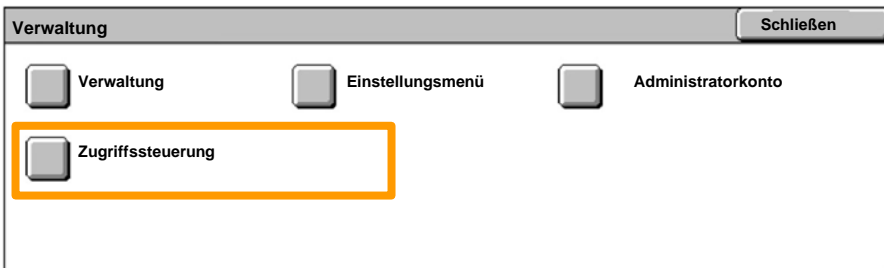 Verwaltung Schließen
Verwaltung Einstellungsmenü Administratorkonto
Zugriffssteuerung